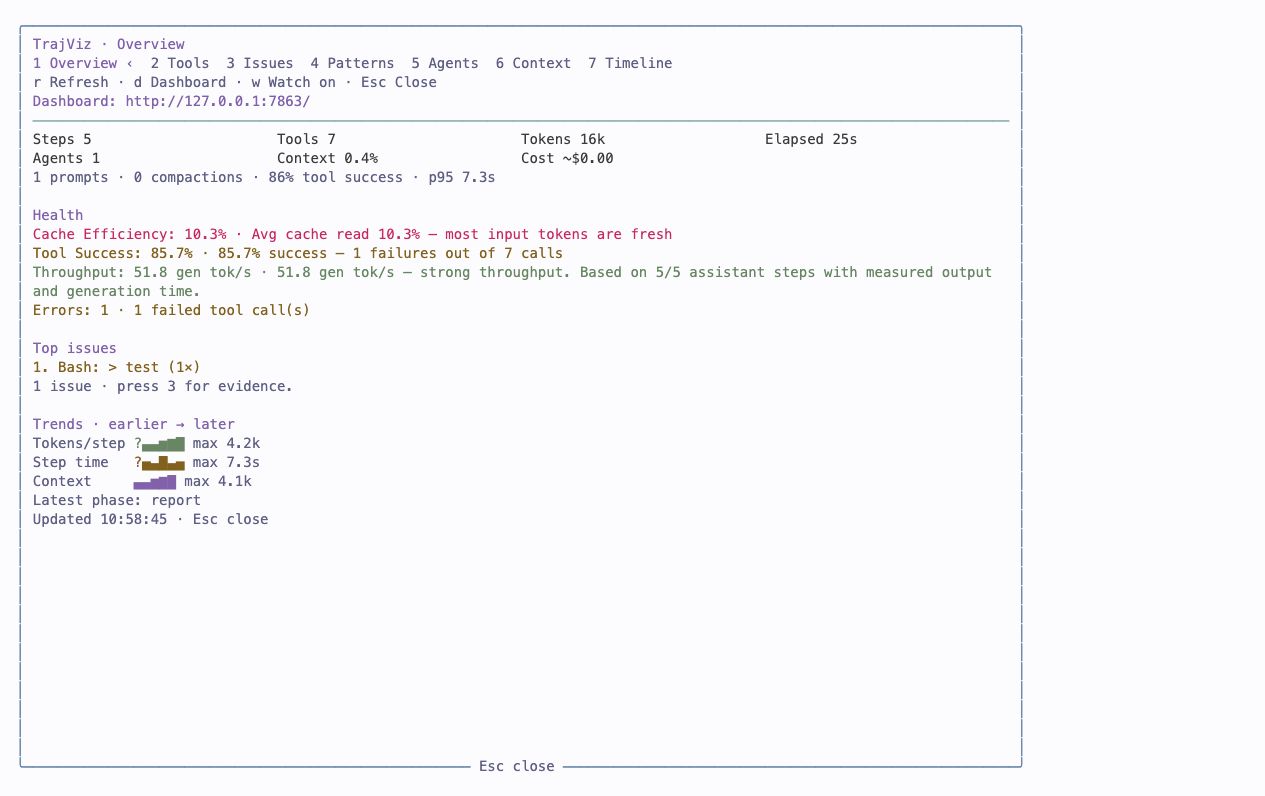 TrajViz · Overview
1 Overview ‹  2 Tools  3 Issues  4 Patterns  5 Agents  6 Context  7 Timeline
r Refresh · d Dashboard · w Watch on · Esc Close
Dashboard: http://127.0.0.1:7863/
Steps 5  Tools 7  Tokens 16k  Elapsed 25s
Agents 1  Context 0.4%  Cost ~$0.00
1 prompts · 0 compactions · 86% tool success · p95 7.3s
Health
Cache Efficiency: 10.3% · Avg cache read 10.3% — most input tokens are fresh
Tool Success: 85.7% · 85.7% success — 1 failures out of 7 calls
Throughput: 51.8 gen tok/s · 51.8 gen tok/s — strong throughput. Based on 5/5 assistant steps with measured output
and generation time.
Errors: 1 · 1 failed tool call(s)
Top issues
1. Bash: > test (1×)
1 issue · press 3 for evidence.
Trends · earlier → later
Tokens/step ?▃▃▅▆▇ max 4.2k
Step time ?▅▃▇▃▅ max 7.3s
Context ▃▃▅▆▇ max 4.1k
Latest phase: report
Updated 10:58:45 · Esc close
Esc close